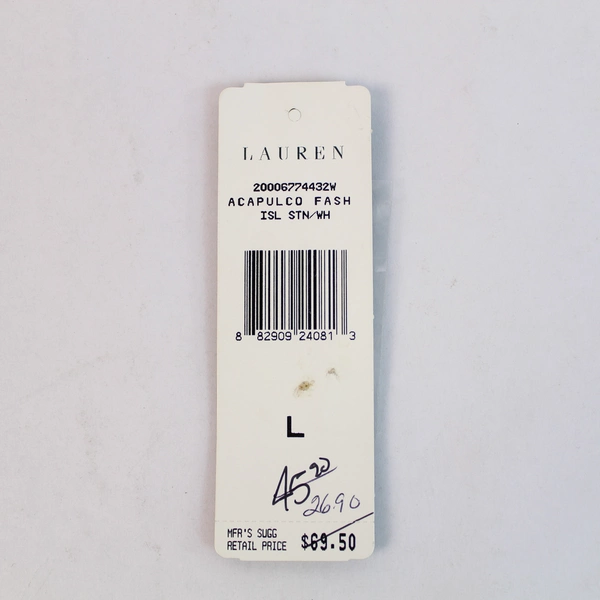 LAUREN
20006774432W
ACAPULCO FASH
ISL STN/WH
8 82909 24081 3
L
45 20
26.90
MFR'S SUGG
RETAIL PRICE $69.50